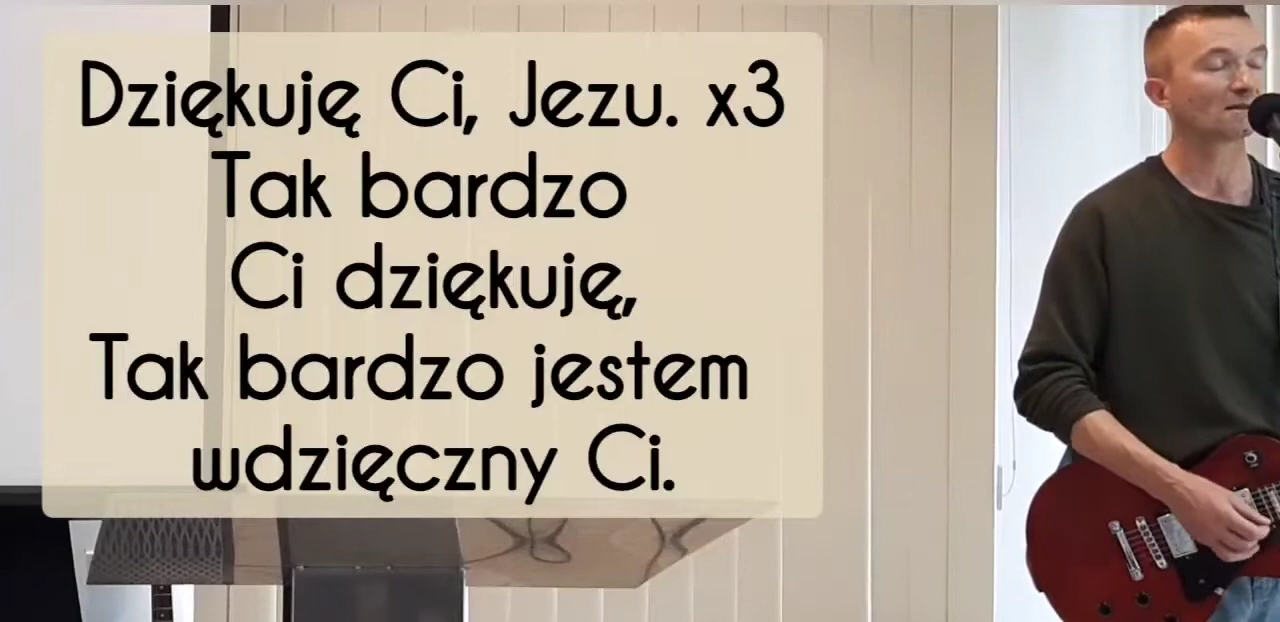 Dziękuję Ci, Jezu. x3
Tak bardzo
Ci dziękuję,
Tak bardzo jestem
wdzięczny Ci.